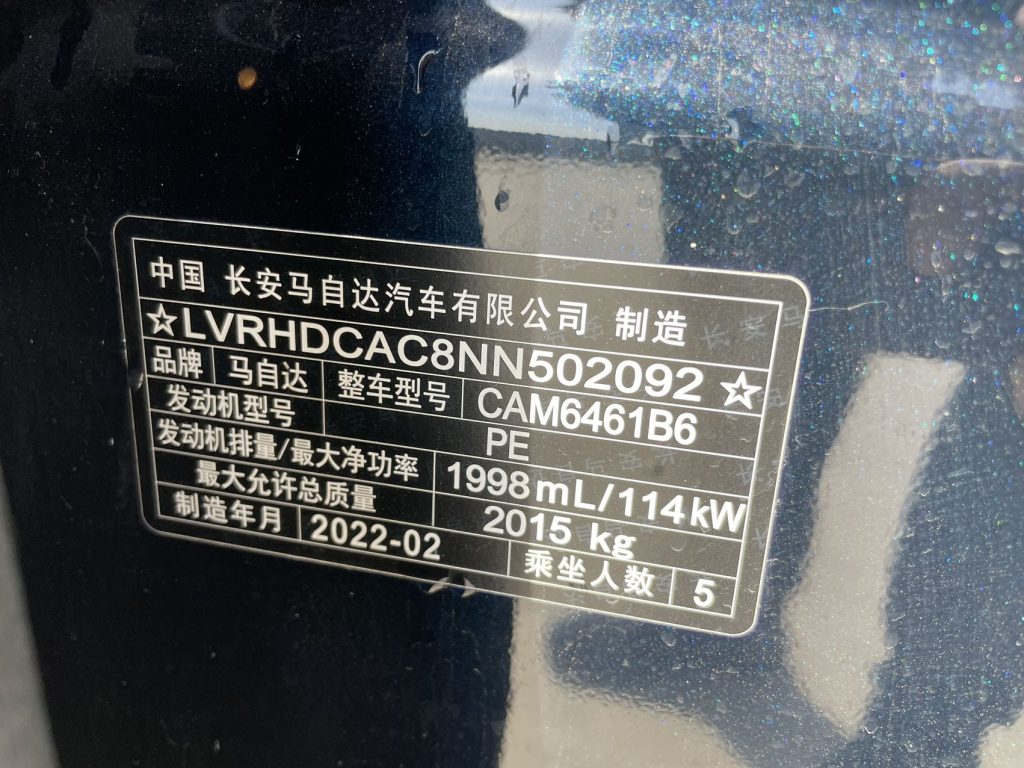 中国 长安马自达汽车有限公司 制造
☆LVRHDCAC8NN502092☆
品牌 马自达 整车型号 CAM6461B6
发动机型号 PE
发动机排量/最大净功率 1998mL/114kW
最大允许总质量 2015 kg
制造年月 2022-02 乘坐人数 5